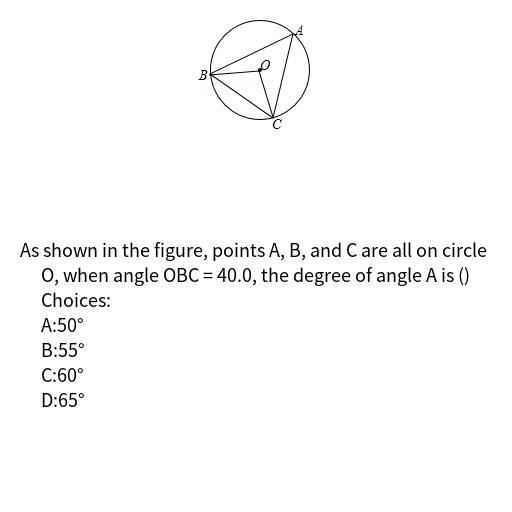 A
O
B
C
As shown in the figure, points A, B, and C are all on circle
O, when angle OBC = 40.0, the degree of angle A is ()
Choices:
A:50°
B:55°
C:60°
D:65°